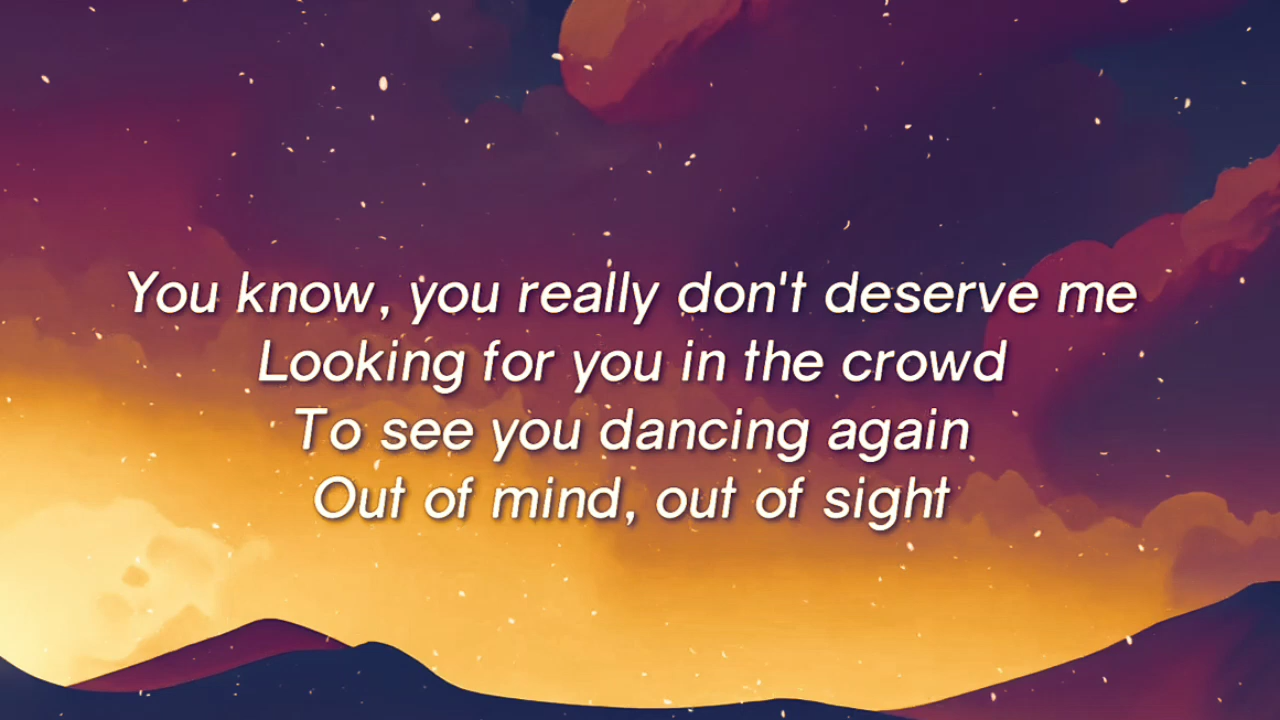 You know, you really don't deserve me
Looking for you in the crowd
To see you dancing again
Out of mind, out of sight